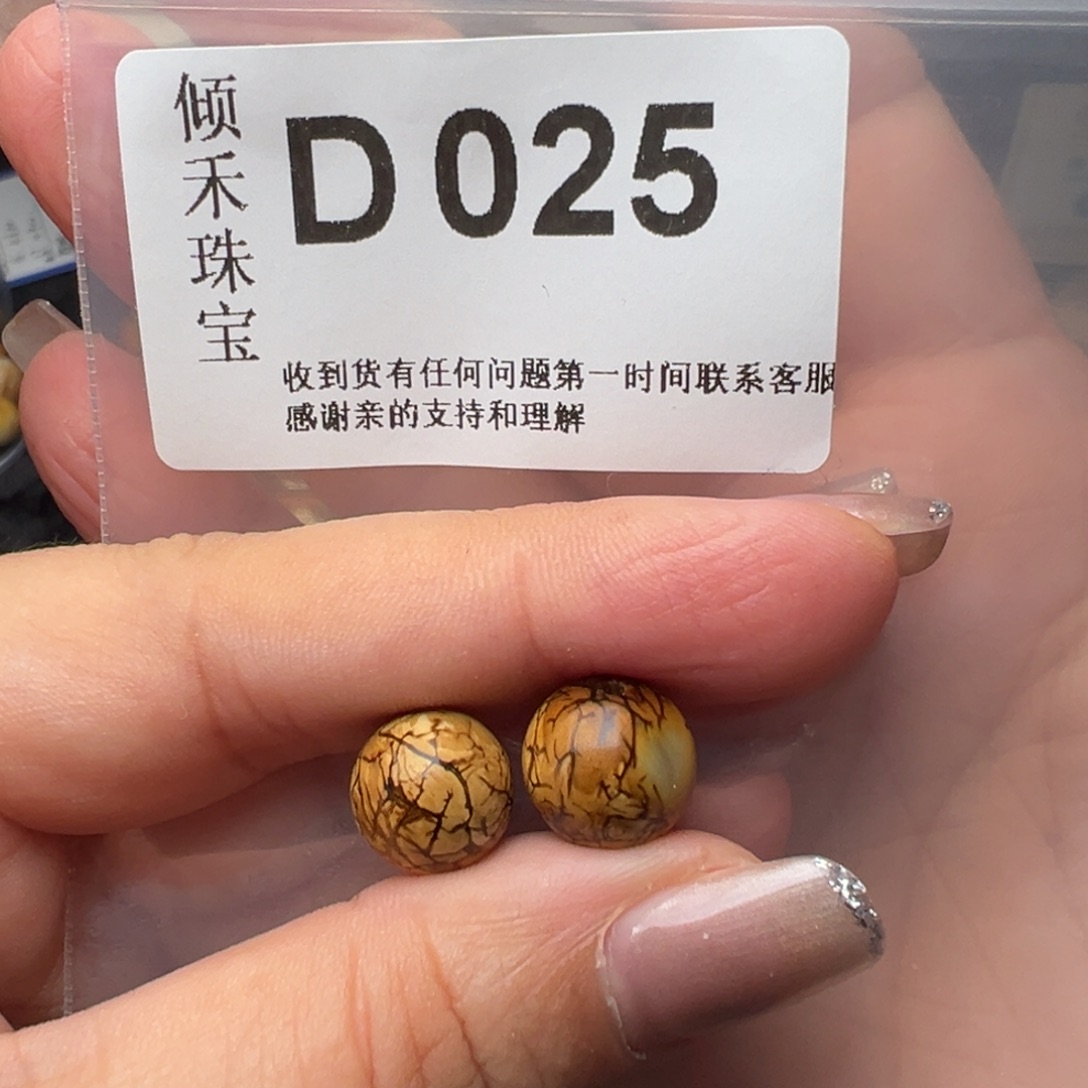 倾禾珠宝
D 025
收到货有任何问题第一时间联系客服
感谢亲的支持和理解